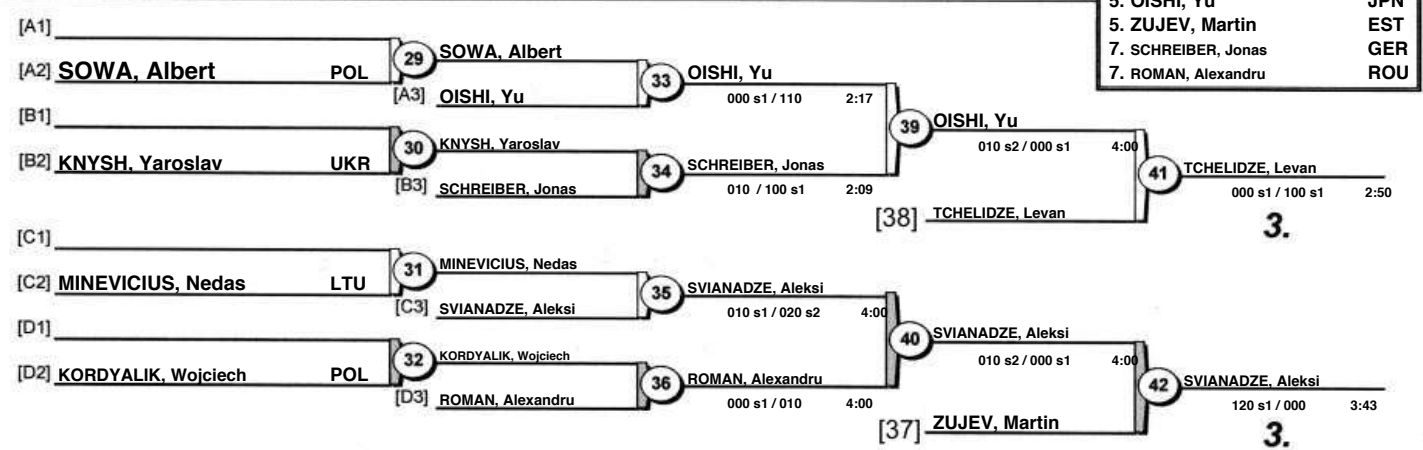 5. OISHI, Yu JPN
5. ZUJEV, Martin EST
7. SCHREIBER, Jonas GER
7. ROMAN, Alexandru ROU
[A1]
[A2] SOWA, Albert POL
29
SOWA, Albert
[A3] OISHI, Yu
33
OISHI, Yu
000 s1 / 110 2:17
[B1]
[B2] KNYSH, Yaroslav UKR
30
KNYSH, Yaroslav
[B3] SCHREIBER, Jonas
34
SCHREIBER, Jonas
010 / 100 s1 2:09
39
OISHI, Yu
010 s2 / 000 s1 4:00
[38] TCHELIDZE, Levan
41
TCHELIDZE, Levan
000 s1 / 100 s1 2:50
3.
[C1]
[C2] MINEVICIUS, Nedas LTU
31
MINEVICIUS, Nedas
[C3] SVIANADZE, Aleksi
35
SVIANADZE, Aleksi
010 s1 / 020 s2 4:00
[D1]
[D2] KORDYALIK, Wojciech POL
32
KORDYALIK, Wojciech
[D3] ROMAN, Alexandru
36
ROMAN, Alexandru
000 s1 / 010 4:00
40
SVIANADZE, Aleksi
010 s2 / 000 s1 4:00
[37] ZUJEV, Martin
42
SVIANADZE, Aleksi
120 s1 / 000 3:43
3.